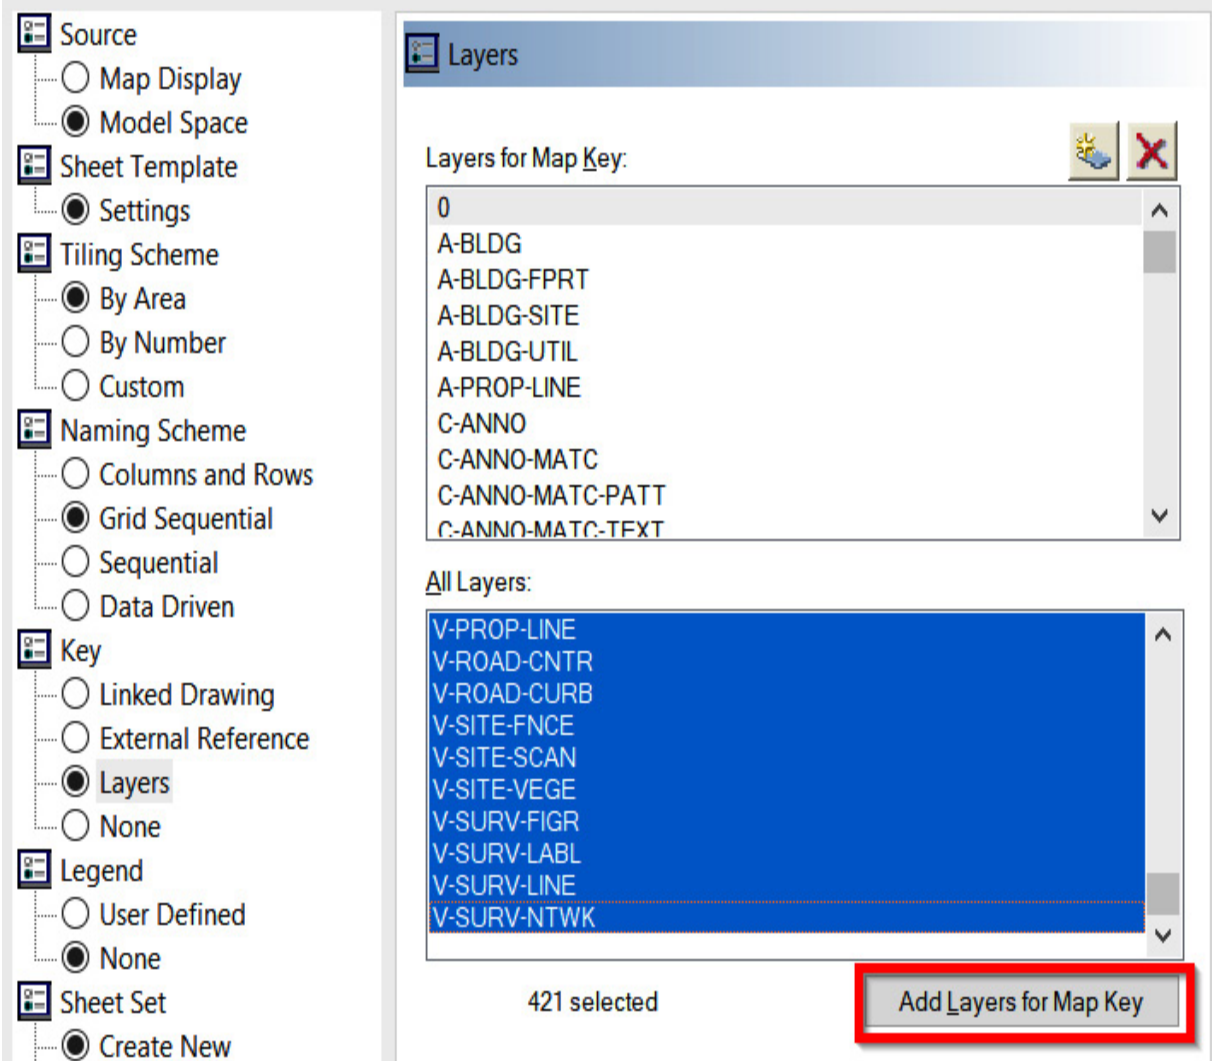 Source
Map Display
Model Space
Sheet Template
Settings
Tiling Scheme
By Area
By Number
Custom
Naming Scheme
Columns and Rows
Grid Sequential
Sequential
Data Driven
Key
Linked Drawing
External Reference
Layers
None
Legend
User Defined
None
Sheet Set
Create New
Layers
Layers for Map Key:
0
A-BLDG
A-BLDG-FPRT
A-BLDG-SITE
A-BLDG-UTIL
A-PROP-LINE
C-ANNO
C-ANNO-MATC
C-ANNO-MATC-PATT
C-ANNO-MATC-TEXT
All Layers:
V-PROP-LINE
V-ROAD-CNTR
V-ROAD-CURB
V-SITE-FNCE
V-SITE-SCAN
V-SITE-VEGE
V-SURV-FIGR
V-SURV-LABL
V-SURV-LINE
V-SURV-NTWK
421 selected
Add Layers for Map Key